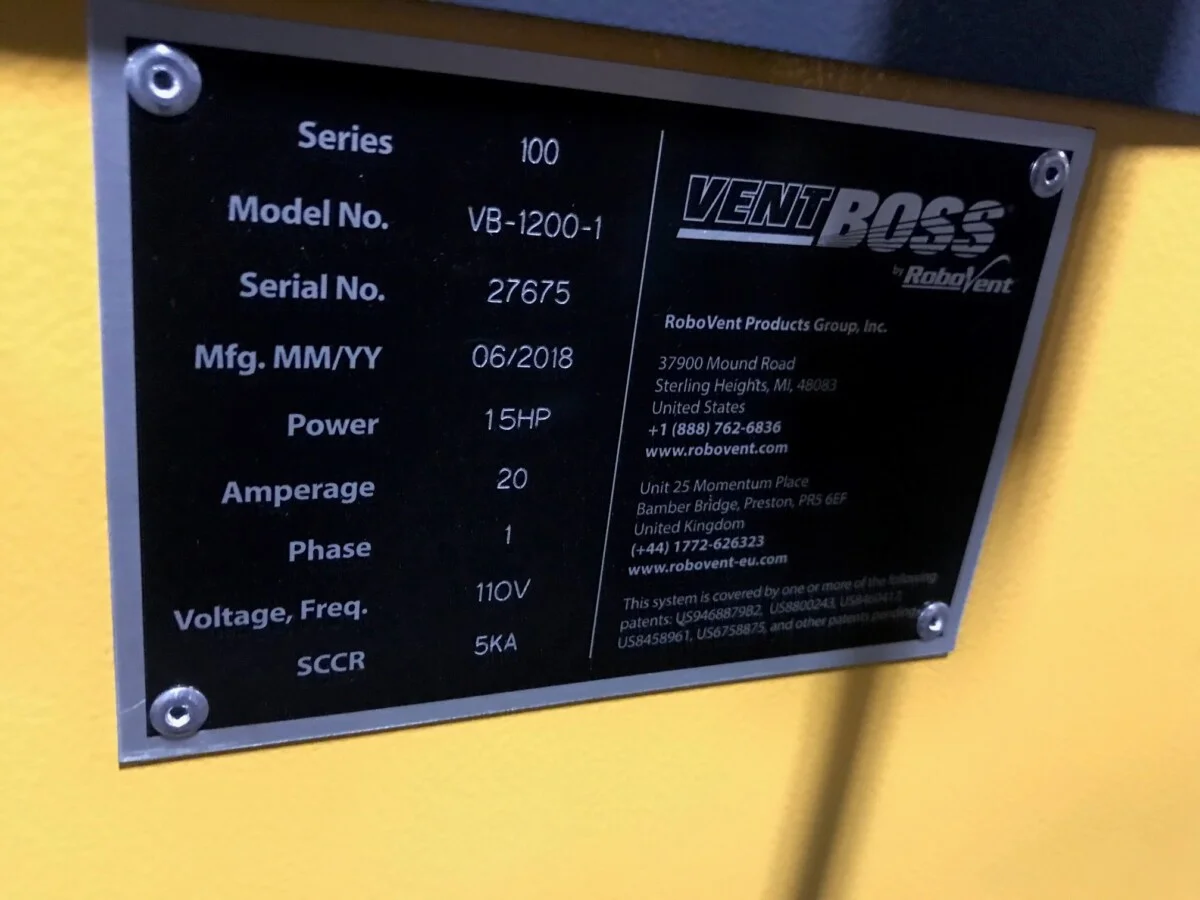 Series 100
Model No. VB-1200-1
Serial No. 27675
Mfg. MM/YY 06/2018
Power 15HP
Amperage 20
Phase 1
Voltage, Freq. 110V
SCCR 5KA
VENTBOSS®
by RoboVent
RoboVent Products Group, Inc.
37900 Mound Road
Sterling Heights, MI, 48083
United States
+1 (888) 762-6836
www.robovent.com
Unit 25 Momentum Place
Bamber Bridge, Preston, PR5 6EF
United Kingdom
(+44) 1772-626323
www.robovent-eu.com
This system is covered by one or more of the following
patents: US946887982, US8800243,
US8458961, US6758875, and other patents pending